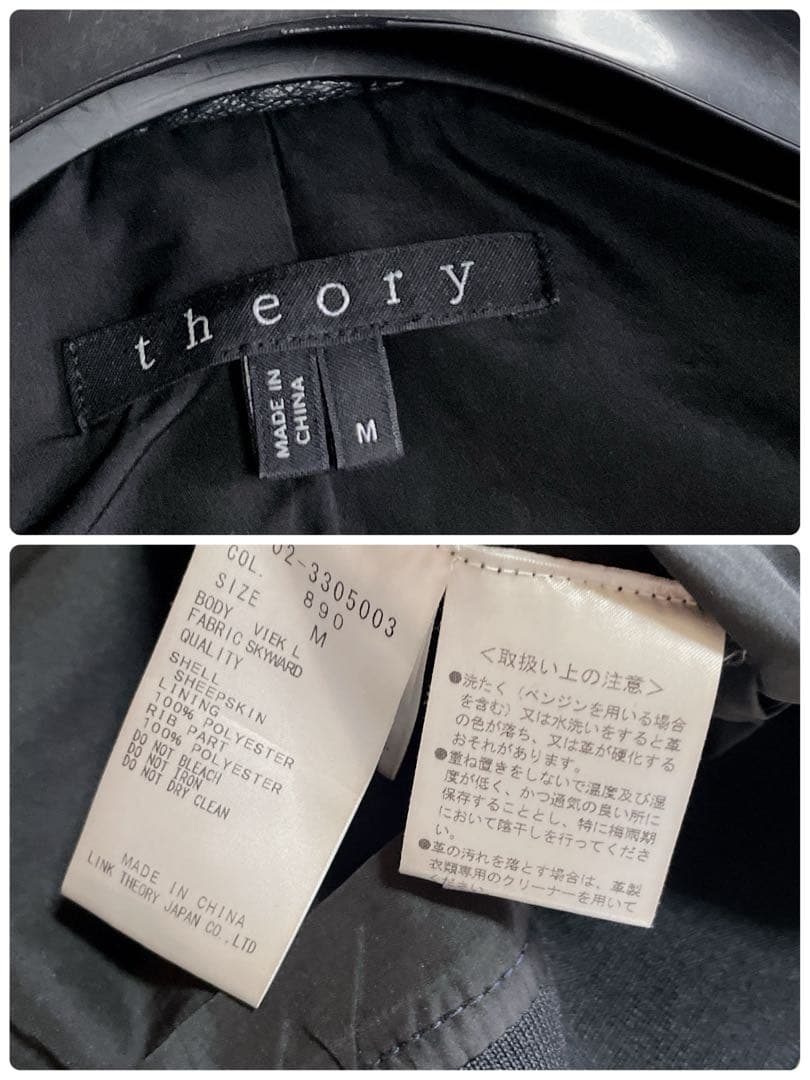 theory
MADE IN
CHINA
M
02-3305003
COL. 890
SIZE M
BODY VIEK L
FABRIC SKYWARD
QUALITY
SHELL
SHEEPSKIN
LINING
100% POLYESTER
RIB PART
100% POLYESTER
DO NOT BLEACH
DO NOT IRON
DO NOT DRY CLEAN
MADE IN CHINA
LINK THEORY JAPAN CO.,LTD
<取扱い上の注意>
●洗たく(ベンジンを用いる場合
を含む)又は水洗いをすると革
の色が落ち、又は革が硬化する
おそれがあります。
●重ね置きをしないで温度及び湿
度が低く、かつ通気の良い所に
保存することとし、特に梅雨期
において陰干しを行ってくださ
い。
●革の汚れを落とす場合は、革製
衣類専用のクリーナーを用いて
ください